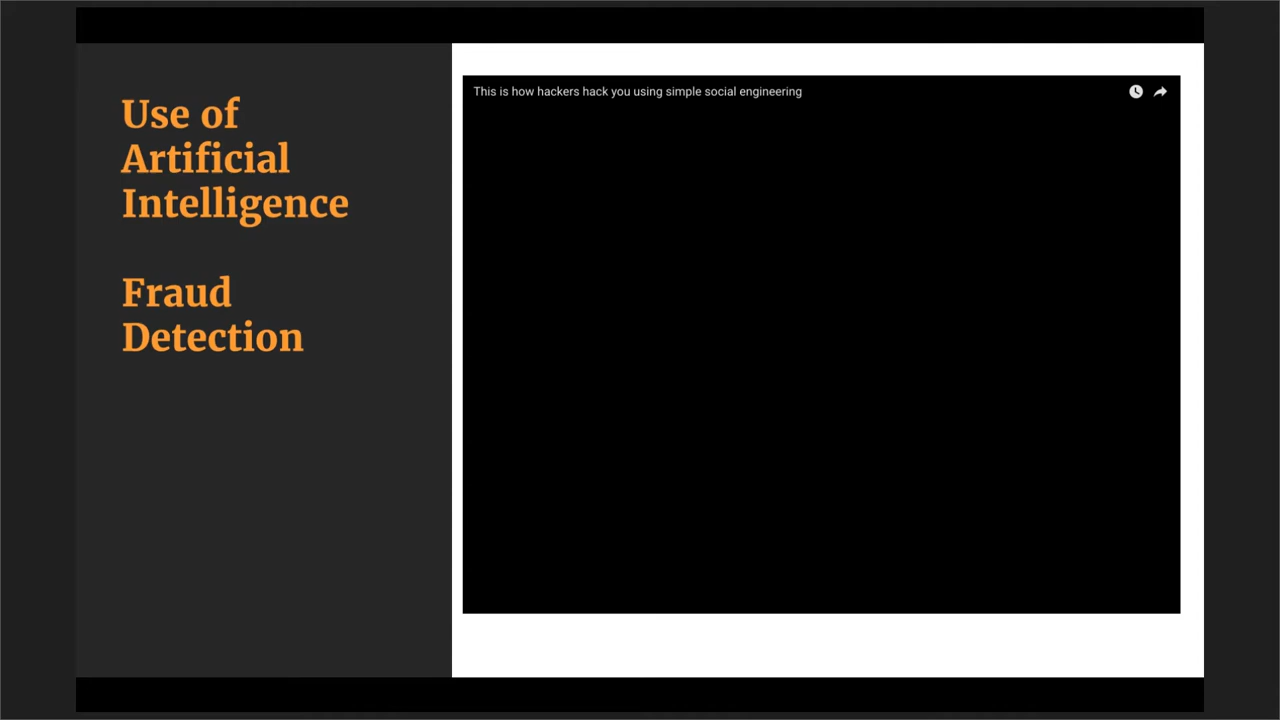 Use of
Artificial
Intelligence
Fraud
Detection
This is how hackers hack you using simple social engineering